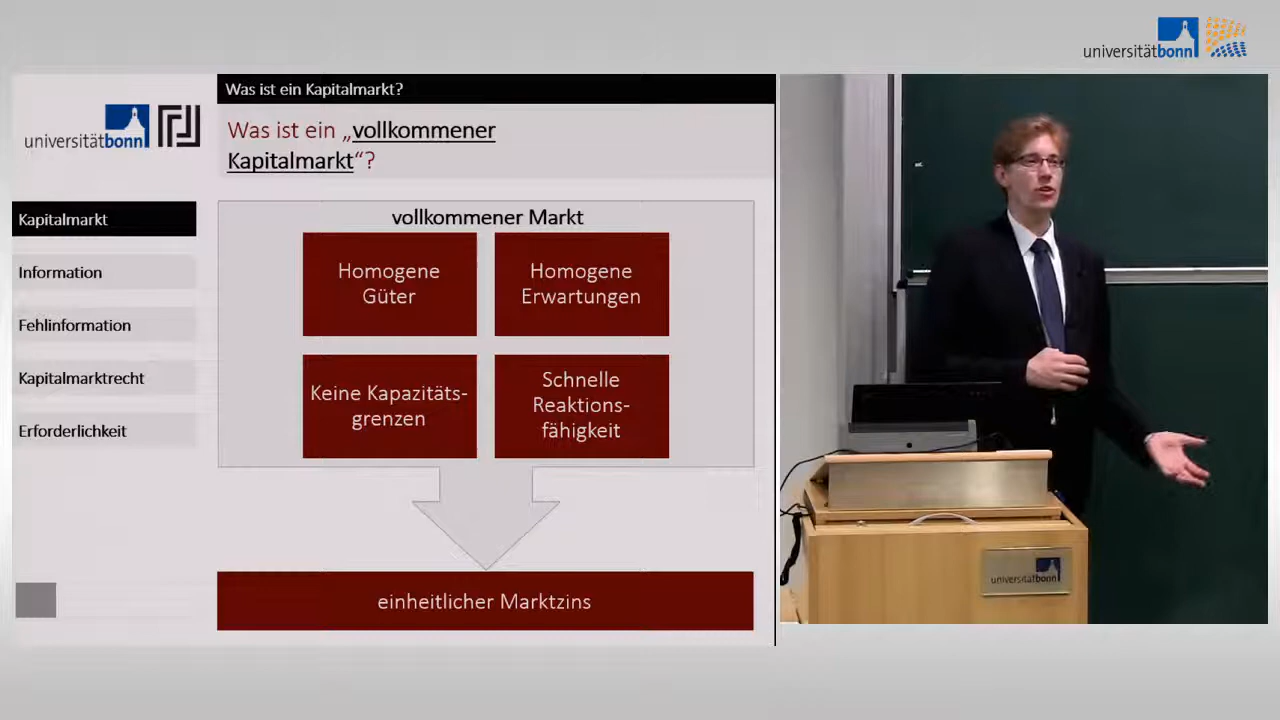 universitätbonn
Was ist ein Kapitalmarkt?
universitätbonn
Was ist ein „vollkommener
Kapitalmarkt“?
Kapitalmarkt
Information
Fehlinformation
Kapitalmarktrecht
Erforderlichkeit
vollkommener Markt
Homogene
Güter
Homogene
Erwartungen
Keine Kapazitäts-
grenzen
Schnelle
Reaktions-
fähigkeit
einheitlicher Marktzins
universitätbonn